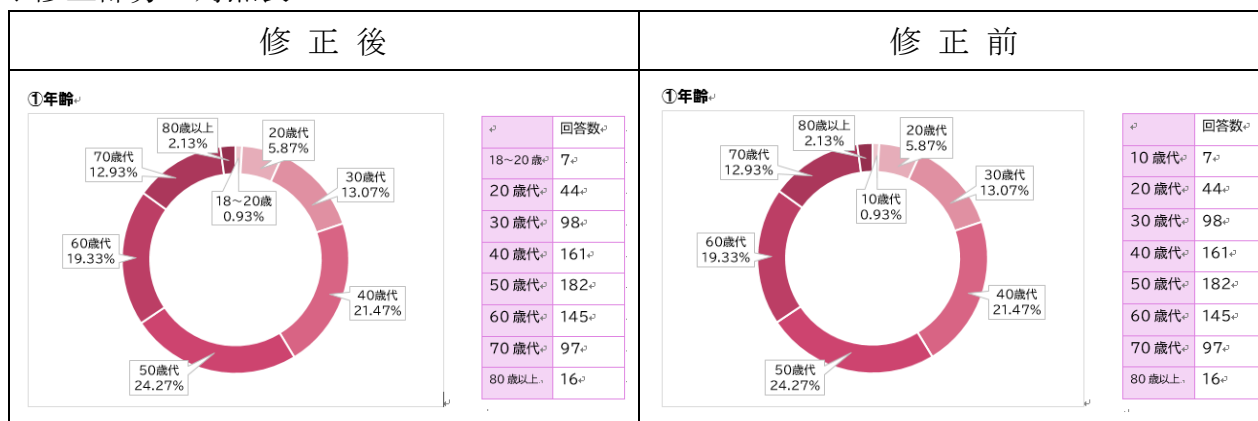 修正後
修正前
①年齢
80歳以上
2.13%
20歳代
5.87%
70歳代
12.93%
30歳代
13.07%
18～20歳
0.93%
60歳代
19.33%
40歳代
21.47%
50歳代
24.27%
回答数
18～20歳 7
20歳代 44
30歳代 98
40歳代 161
50歳代 182
60歳代 145
70歳代 97
80歳以上 16
①年齢
80歳以上
2.13%
20歳代
5.87%
70歳代
12.93%
30歳代
13.07%
10歳代
0.93%
60歳代
19.33%
40歳代
21.47%
50歳代
24.27%
回答数
10歳代 7
20歳代 44
30歳代 98
40歳代 161
50歳代 182
60歳代 145
70歳代 97
80歳以上 16